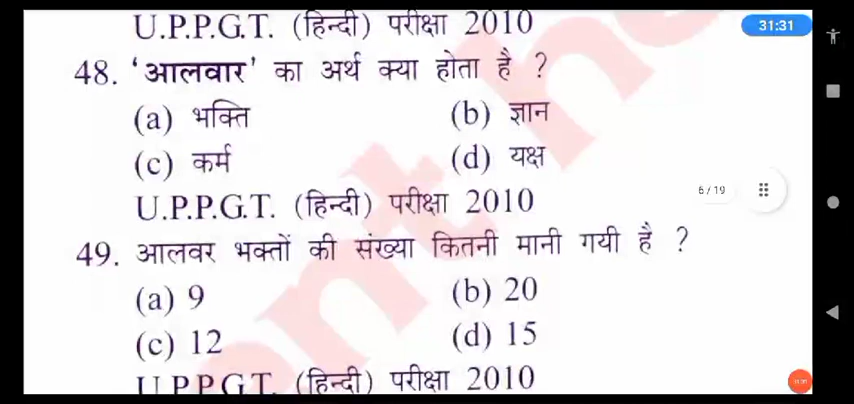 U.P.P.G.T. (हिन्दी) परीक्षा 2010
31:31
48. 'आलवार' का अर्थ क्या होता है ?
(a) भक्ति (b) ज्ञान
(c) कर्म (d) यक्ष
U.P.P.G.T. (हिन्दी) परीक्षा 2010
6 / 19
49. आलवर भक्तों की संख्या कितनी मानी गयी है ?
(a) 9 (b) 20
(c) 12 (d) 15
U.P.P.G.T. (हिन्दी) परीक्षा 2010